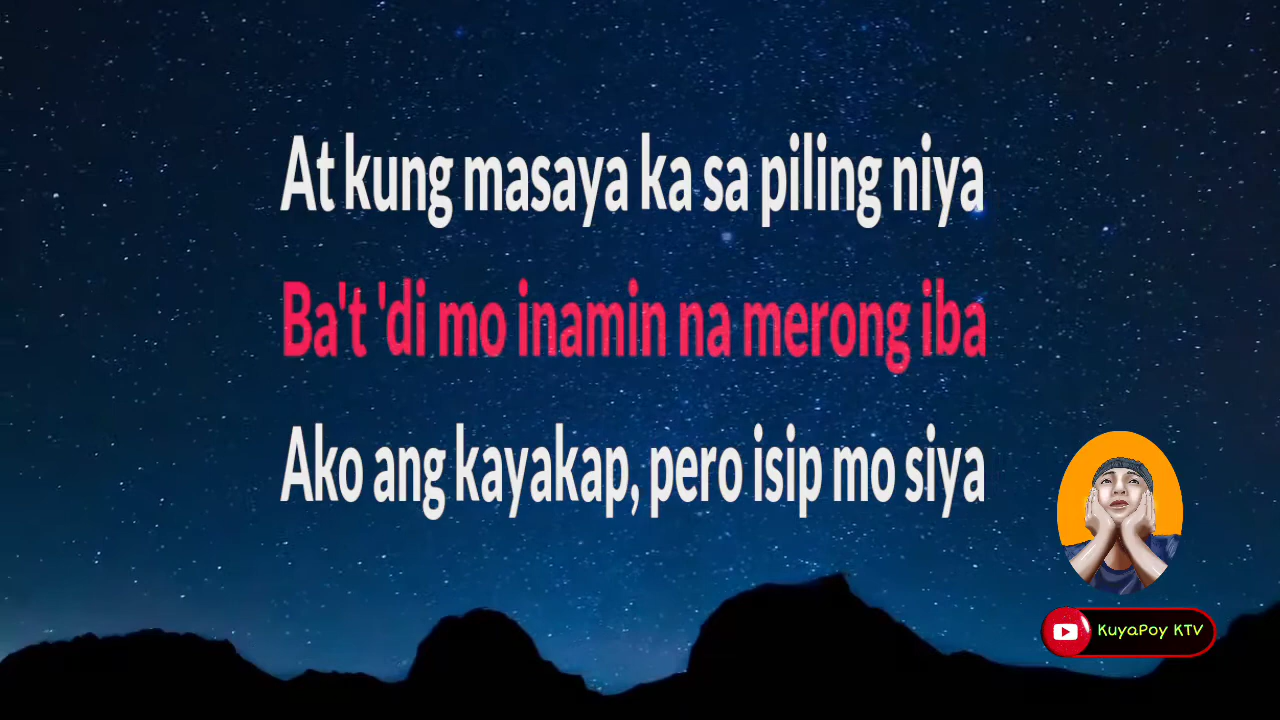 At kung masaya ka sa piling niya
Ba't 'di mo inamin na merong iba
Ako ang kayakap, pero isip mo siya
KuyaPoy KTV